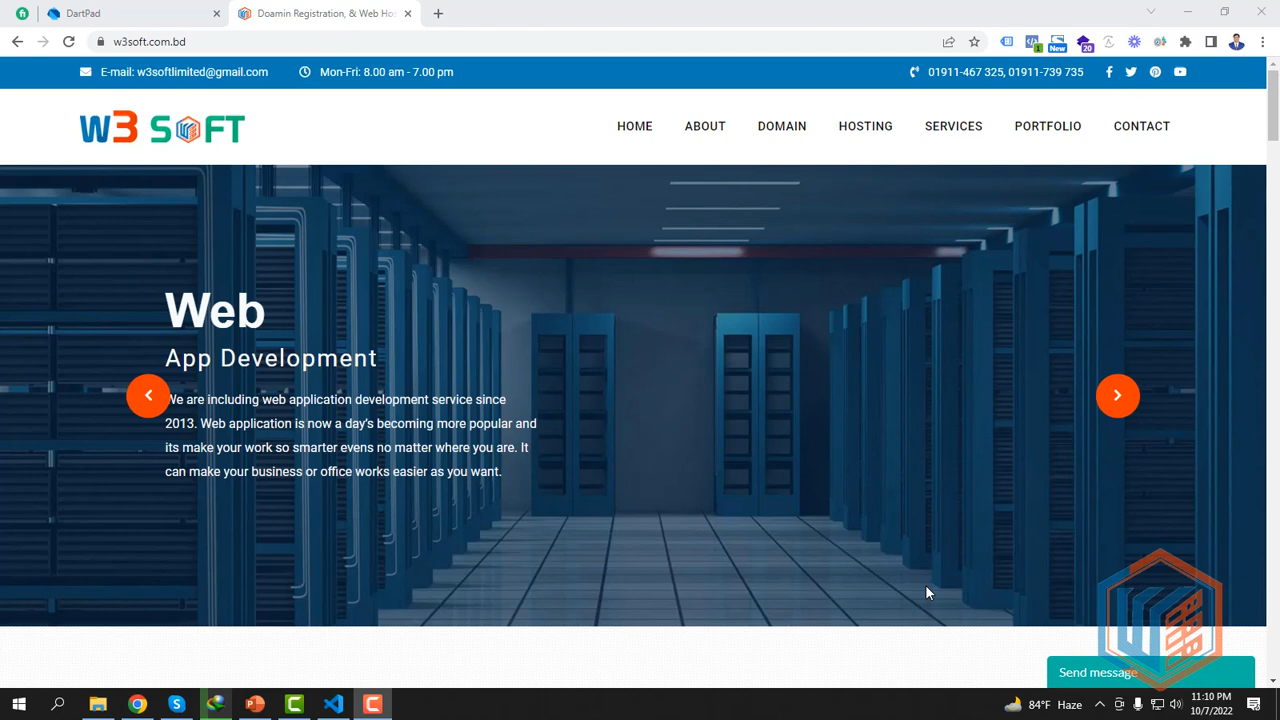 DartPad
Doamin Registration, & Web Hos
w3soft.com.bd
1
New
20
E-mail: w3softlimited@gmail.com
Mon-Fri: 8.00 am - 7.00 pm
01911-467 325, 01911-739 735
W3 SOFT
HOME
ABOUT
DOMAIN
HOSTING
SERVICES
PORTFOLIO
CONTACT
Web
App Development
We are including web application development service since
2013. Web application is now a day's becoming more popular and
its make your work so smarter evens no matter where you are. It
can make your business or office works easier as you want.
Send message
84°F Haze
11:10 PM
10/7/2022